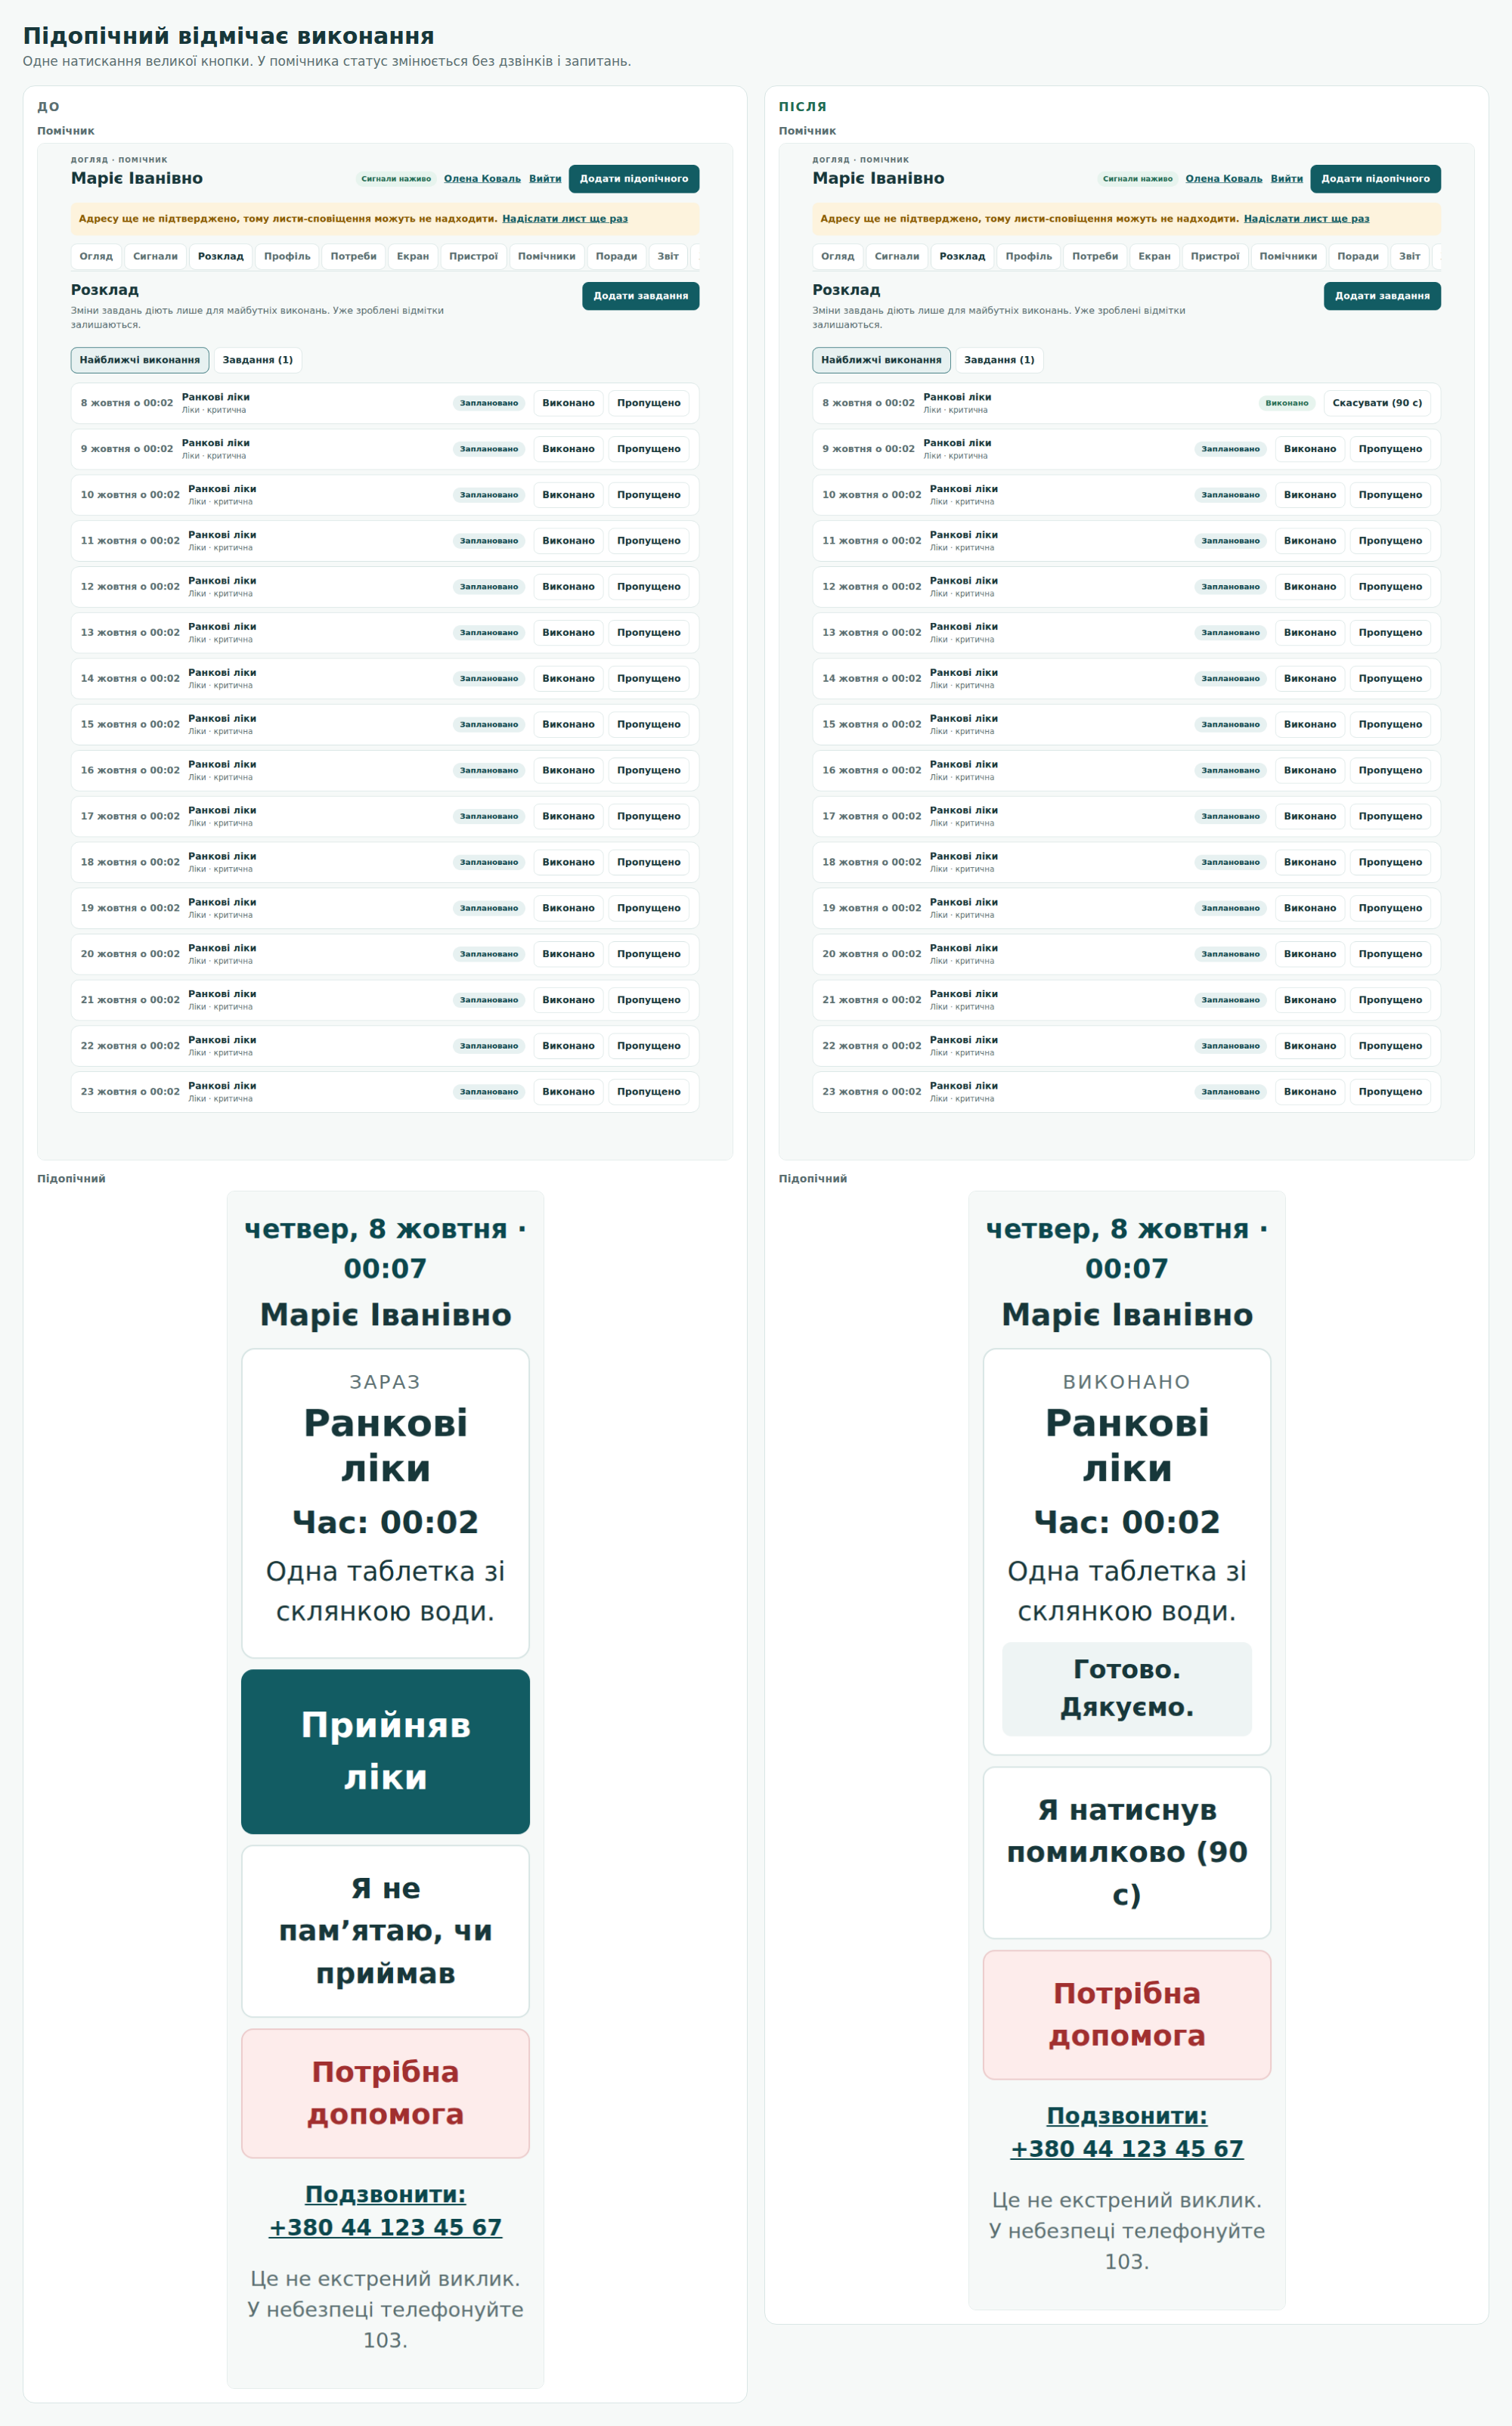 Підопічний відмічає виконання
Одне натискання великої кнопки. У помічника статус змінюється без дзвінків і запитань.
ДО
Помічник
ДОГЛЯД · ПОМІЧНИК
Маріє Іванівно
Сигнали наживо Олена Коваль Вийти Додати підопічного
Адресу ще не підтверджено, тому листи-сповіщення можуть не надходити. Надіслати лист ще раз
Огляд Сигнали Розклад Профіль Потреби Екран Пристрої Помічники Поради Звіт
Розклад
Додати завдання
Зміни завдань діють лише для майбутніх виконань. Уже зроблені відмітки
залишаються.
Найближчі виконання Завдання (1)
8 жовтня о 00:02 Ранкові ліки Заплановано Виконано Пропущено
Ліки · критична
9 жовтня о 00:02 Ранкові ліки Заплановано Виконано Пропущено
Ліки · критична
10 жовтня о 00:02 Ранкові ліки Заплановано Виконано Пропущено
Ліки · критична
11 жовтня о 00:02 Ранкові ліки Заплановано Виконано Пропущено
Ліки · критична
12 жовтня о 00:02 Ранкові ліки Заплановано Виконано Пропущено
Ліки · критична
13 жовтня о 00:02 Ранкові ліки Заплановано Виконано Пропущено
Ліки · критична
14 жовтня о 00:02 Ранкові ліки Заплановано Виконано Пропущено
Ліки · критична
15 жовтня о 00:02 Ранкові ліки Заплановано Виконано Пропущено
Ліки · критична
16 жовтня о 00:02 Ранкові ліки Заплановано Виконано Пропущено
Ліки · критична
17 жовтня о 00:02 Ранкові ліки Заплановано Виконано Пропущено
Ліки · критична
18 жовтня о 00:02 Ранкові ліки Заплановано Виконано Пропущено
Ліки · критична
19 жовтня о 00:02 Ранкові ліки Заплановано Виконано Пропущено
Ліки · критична
20 жовтня о 00:02 Ранкові ліки Заплановано Виконано Пропущено
Ліки · критична
21 жовтня о 00:02 Ранкові ліки Заплановано Виконано Пропущено
Ліки · критична
22 жовтня о 00:02 Ранкові ліки Заплановано Виконано Пропущено
Ліки · критична
23 жовтня о 00:02 Ранкові ліки Заплановано Виконано Пропущено
Ліки · критична
Підопічний
четвер, 8 жовтня ·
00:07
Маріє Іванівно
ЗАРАЗ
Ранкові
ліки
Час: 00:02
Одна таблетка зі
склянкою води.
Прийняв
ліки
Я не
пам’ятаю, чи
приймав
Потрібна
допомога
Подзвонити:
+380 44 123 45 67
Це не екстрений виклик.
У небезпеці телефонуйте
103.
ПІСЛЯ
Помічник
ДОГЛЯД · ПОМІЧНИК
Маріє Іванівно
Сигнали наживо Олена Коваль Вийти Додати підопічного
Адресу ще не підтверджено, тому листи-сповіщення можуть не надходити. Надіслати лист ще раз
Огляд Сигнали Розклад Профіль Потреби Екран Пристрої Помічники Поради Звіт
Розклад
Додати завдання
Зміни завдань діють лише для майбутніх виконань. Уже зроблені відмітки
залишаються.
Найближчі виконання Завдання (1)
8 жовтня о 00:02 Ранкові ліки Виконано Скасувати (90 с)
Ліки · критична
9 жовтня о 00:02 Ранкові ліки Заплановано Виконано Пропущено
Ліки · критична
10 жовтня о 00:02 Ранкові ліки Заплановано Виконано Пропущено
Ліки · критична
11 жовтня о 00:02 Ранкові ліки Заплановано Виконано Пропущено
Ліки · критична
12 жовтня о 00:02 Ранкові ліки Заплановано Виконано Пропущено
Ліки · критична
13 жовтня о 00:02 Ранкові ліки Заплановано Виконано Пропущено
Ліки · критична
14 жовтня о 00:02 Ранкові ліки Заплановано Виконано Пропущено
Ліки · критична
15 жовтня о 00:02 Ранкові ліки Заплановано Виконано Пропущено
Ліки · критична
16 жовтня о 00:02 Ранкові ліки Заплановано Виконано Пропущено
Ліки · критична
17 жовтня о 00:02 Ранкові ліки Заплановано Виконано Пропущено
Ліки · критична
18 жовтня о 00:02 Ранкові ліки Заплановано Виконано Пропущено
Ліки · критична
19 жовтня о 00:02 Ранкові ліки Заплановано Виконано Пропущено
Ліки · критична
20 жовтня о 00:02 Ранкові ліки Заплановано Виконано Пропущено
Ліки · критична
21 жовтня о 00:02 Ранкові ліки Заплановано Виконано Пропущено
Ліки · критична
22 жовтня о 00:02 Ранкові ліки Заплановано Виконано Пропущено
Ліки · критична
23 жовтня о 00:02 Ранкові ліки Заплановано Виконано Пропущено
Ліки · критична
Підопічний
четвер, 8 жовтня ·
00:07
Маріє Іванівно
ВИКОНАНО
Ранкові
ліки
Час: 00:02
Одна таблетка зі
склянкою води.
Готово.
Дякуємо.
Я натиснув
помилково (90
с)
Потрібна
допомога
Подзвонити:
+380 44 123 45 67
Це не екстрений виклик.
У небезпеці телефонуйте
103.